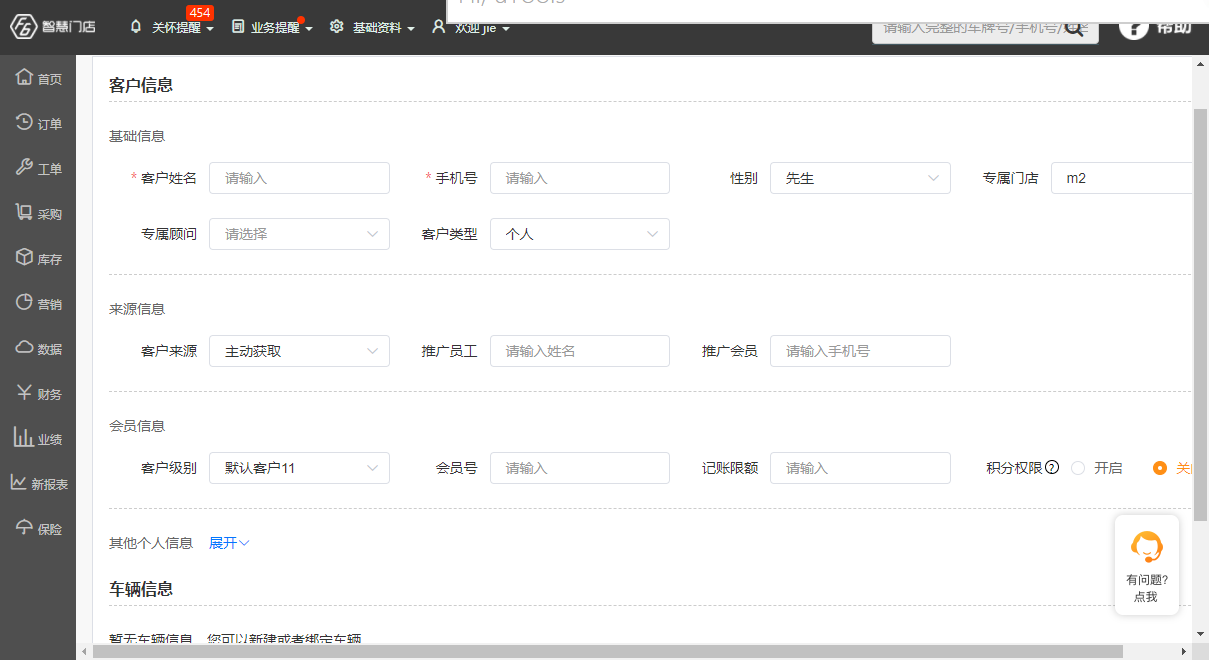 454
智慧门店
关怀提醒
业务提醒
基础资料
欢迎 jie
请输入完整的车牌号/手机号/
帮助
首页
订单
工单
采购
库存
营销
数据
财务
业绩
新报表
保险
客户信息
基础信息
* 客户姓名 请输入 * 手机号 请输入 性别 先生 专属门店 m2
专属顾问 请选择 客户类型 个人
来源信息
客户来源 主动获取 推广员工 请输入姓名 推广会员 请输入手机号
会员信息
客户级别 默认客户11 会员号 请输入 记账限额 请输入 积分权限 ? 开启 关
其他个人信息 展开
车辆信息
暂无车辆信息，您可以新建或者绑定车辆
有问题?
点我